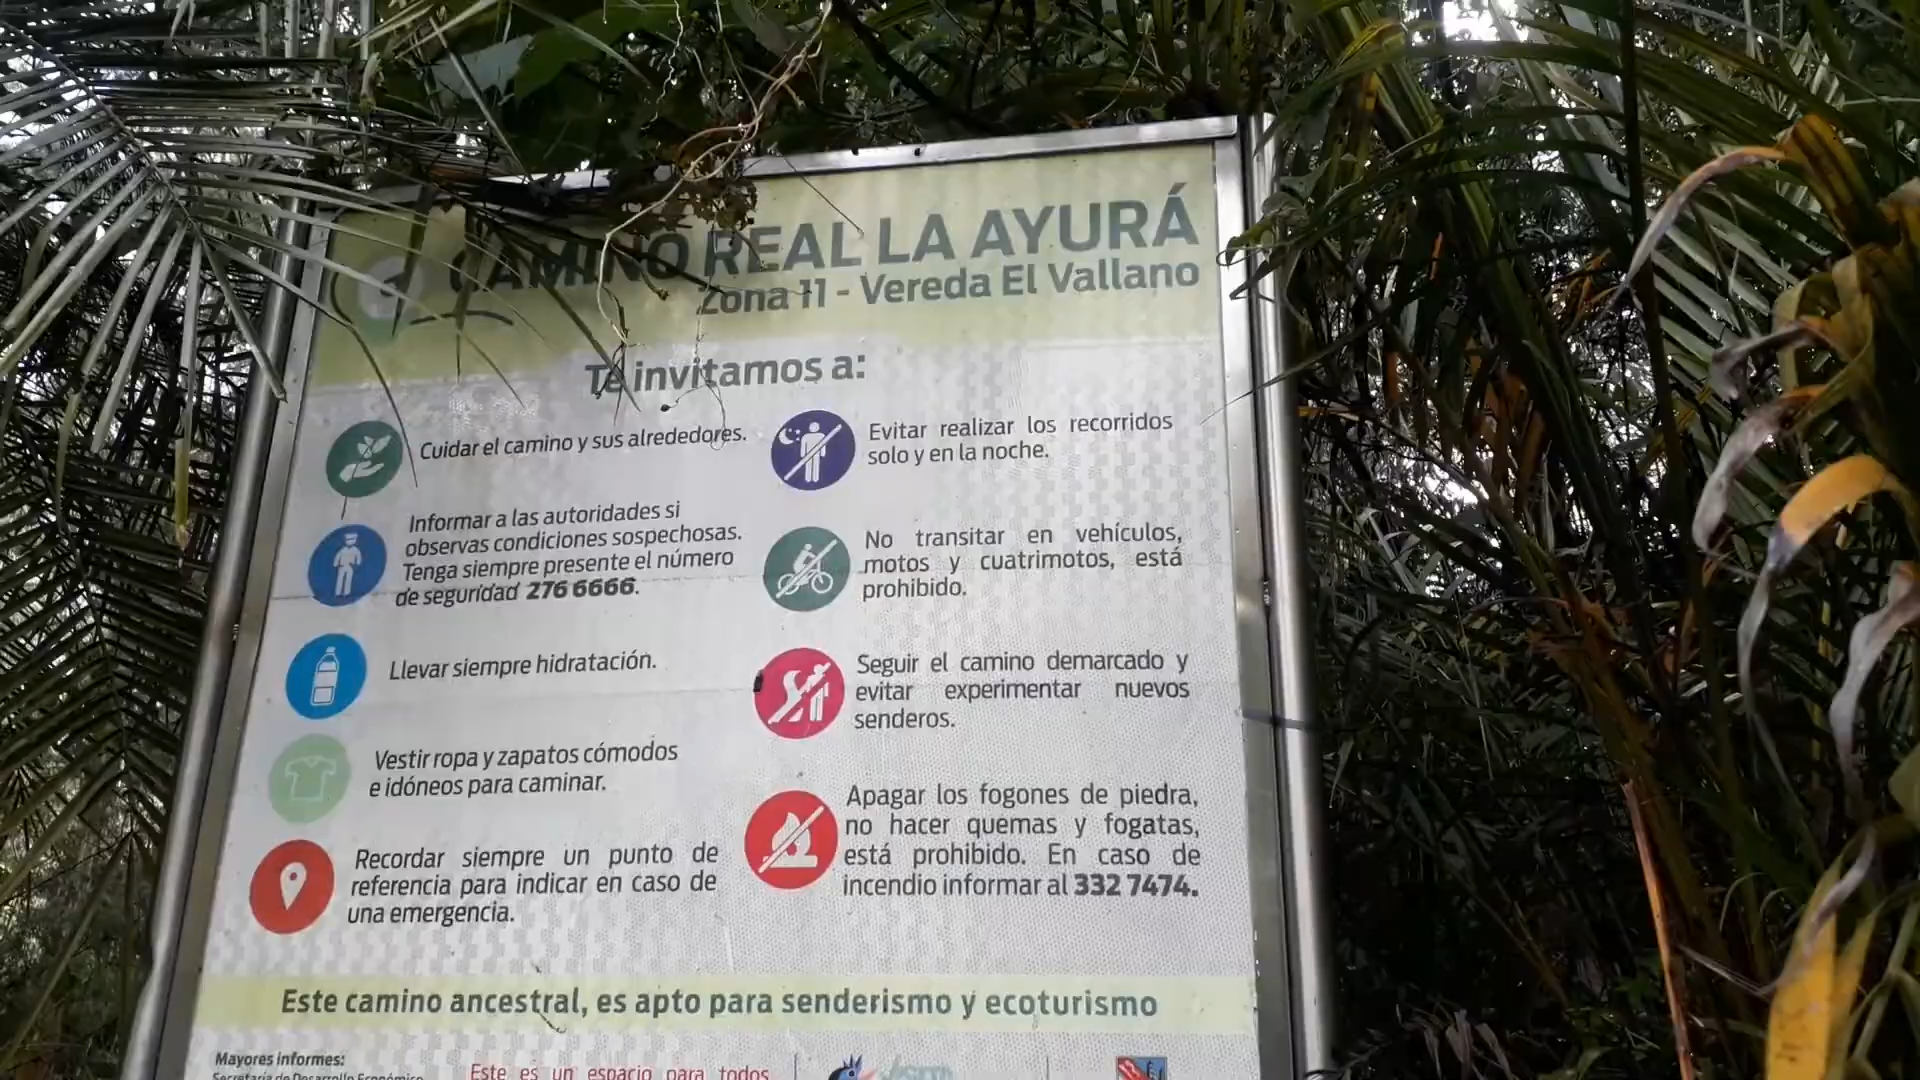 CAMINO REAL LA AYURÁ
Zona 11 - Vereda El Vallano
Te invitamos a:
Cuidar el camino y sus alrededores.
Informar a las autoridades si
observas condiciones sospechosas.
Tenga siempre presente el número
de seguridad 276 6666.
Llevar siempre hidratación.
Vestir ropa y zapatos cómodos
e idóneos para caminar.
Recordar siempre un punto de
referencia para indicar en caso de
una emergencia.
Evitar realizar los recorridos
solo y en la noche.
No transitar en vehículos,
motos y cuatrimotos, está
prohibido.
Seguir el camino demarcado y
evitar experimentar nuevos
senderos.
Apagar los fogones de piedra,
no hacer quemas y fogatas,
está prohibido. En caso de
incendio informar al 332 7474.
Este camino ancestral, es apto para senderismo y ecoturismo
Mayores informes:
Secretaría de Desarrollo Económico
Este es un espacio para todos